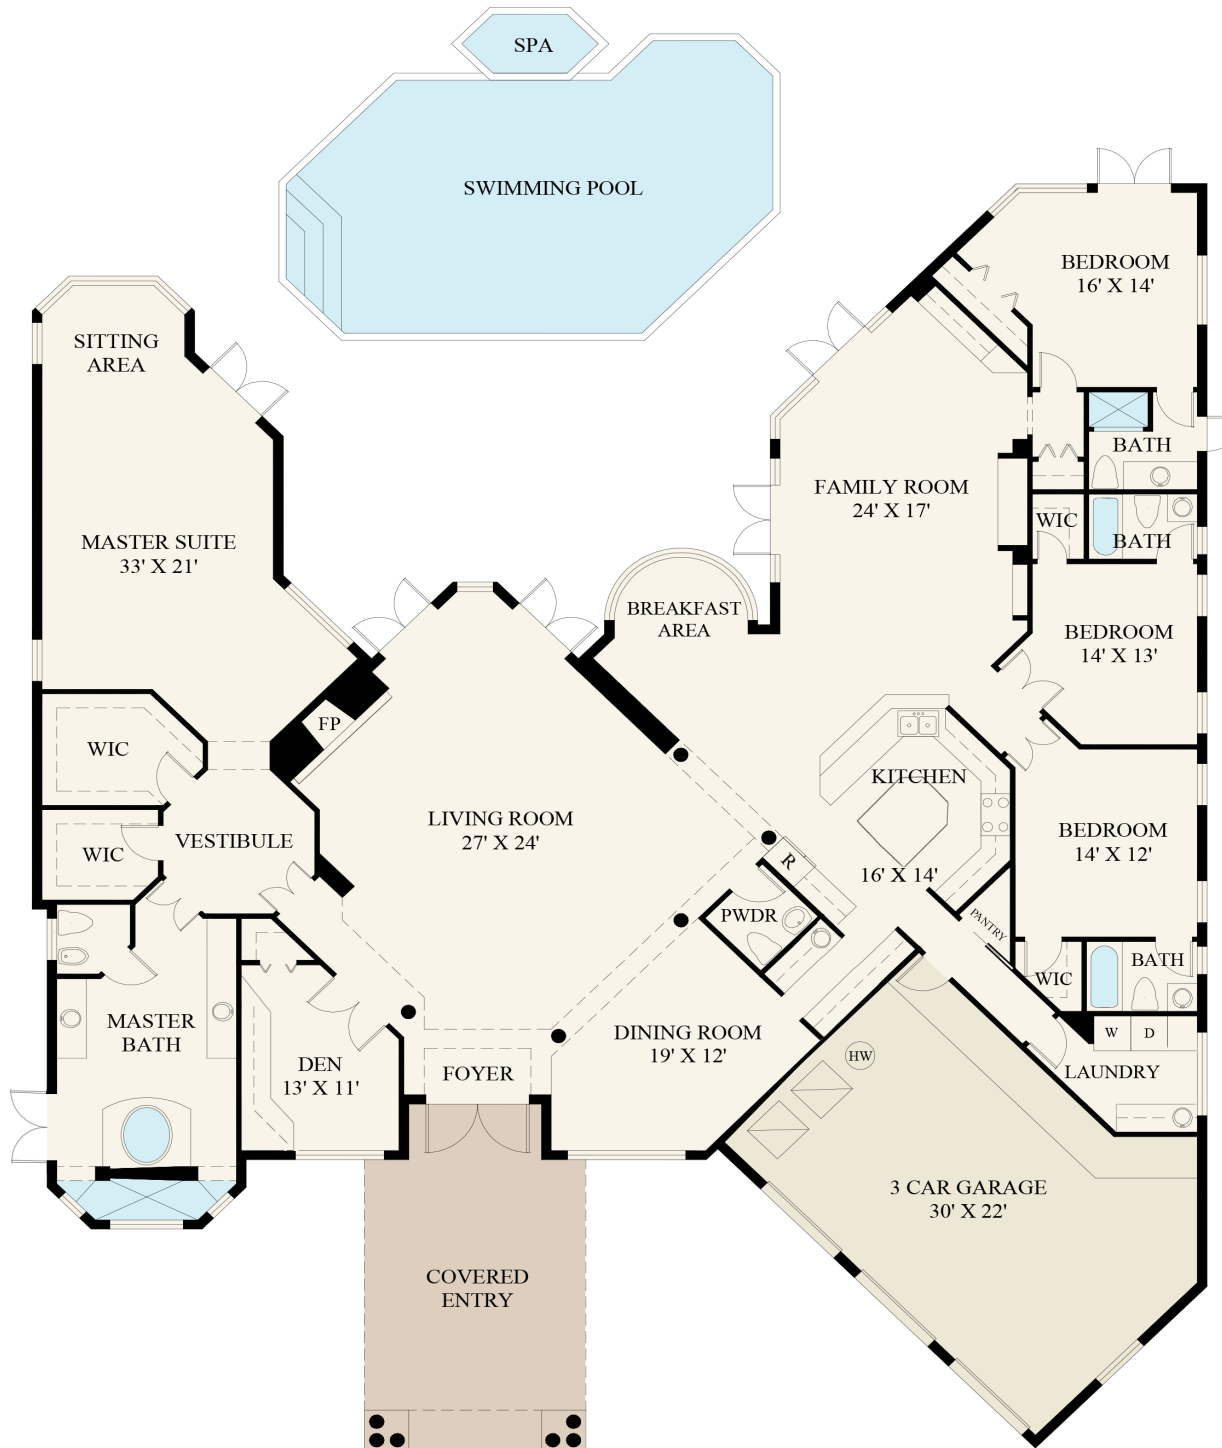 SPA
SWIMMING POOL
BEDROOM
16' X 14'
SITTING
AREA
BATH
FAMILY ROOM
24' X 17'
WIC
BATH
MASTER SUITE
33' X 21'
BREAKFAST
AREA
BEDROOM
14' X 13'
FP
WIC
KITCHEN
16' X 14'
LIVING ROOM
27' X 24'
VESTIBULE
WIC
BEDROOM
14' X 12'
R
PWDR
PANTRY
WIC
BATH
MASTER
BATH
DINING ROOM
19' X 12'
W
D
HW
DEN
13' X 11'
FOYER
LAUNDRY
3 CAR GARAGE
30' X 22'
COVERED
ENTRY